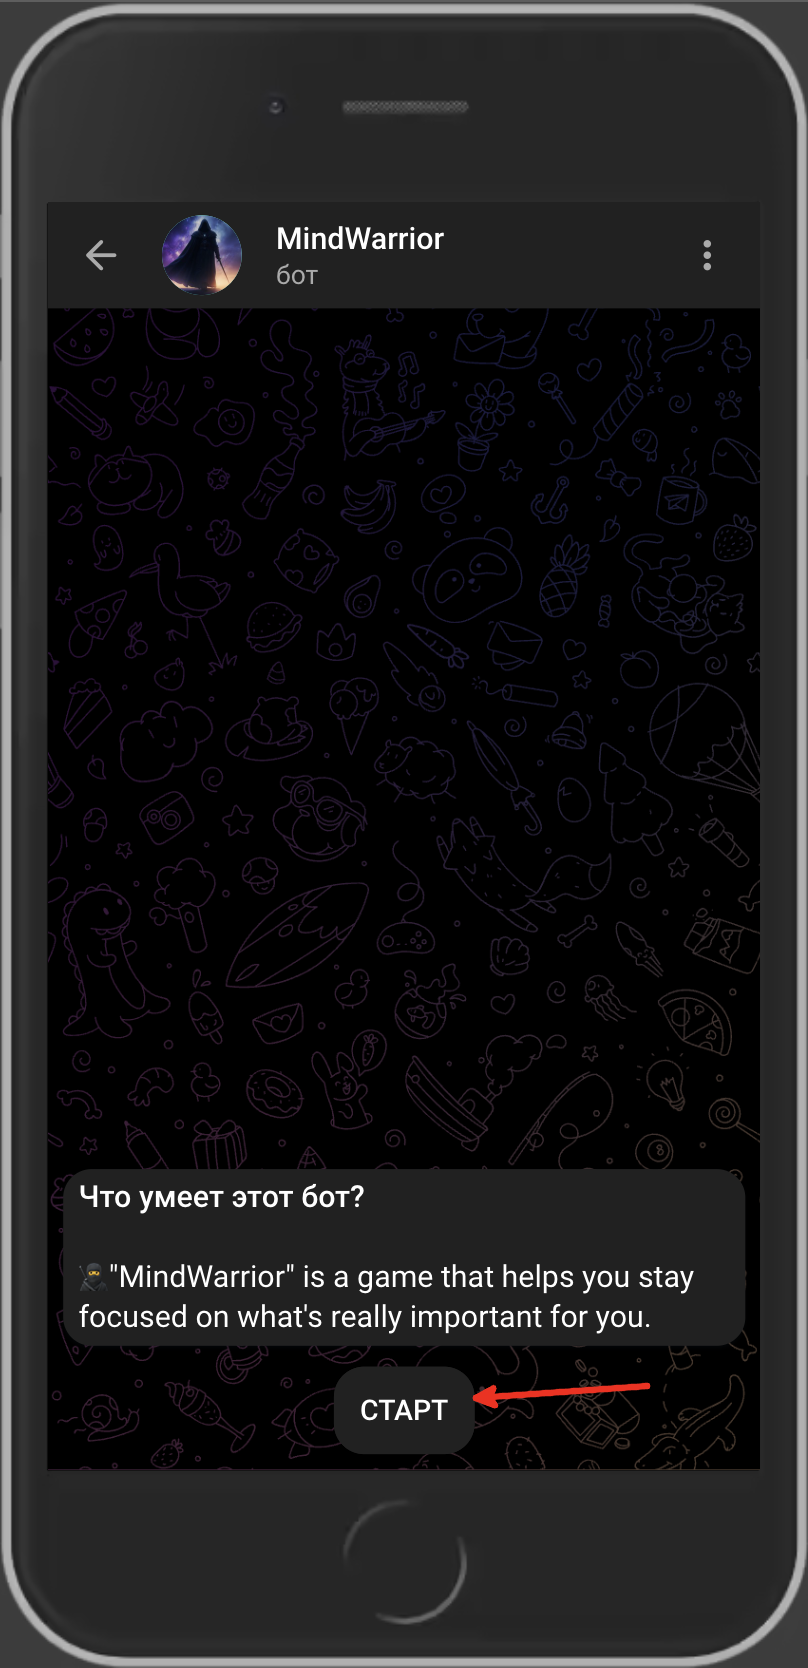 MindWarrior
бот
Что умеет этот бот?
🥷"MindWarrior" is a game that helps you stay
focused on what's really important for you.
СТАРТ